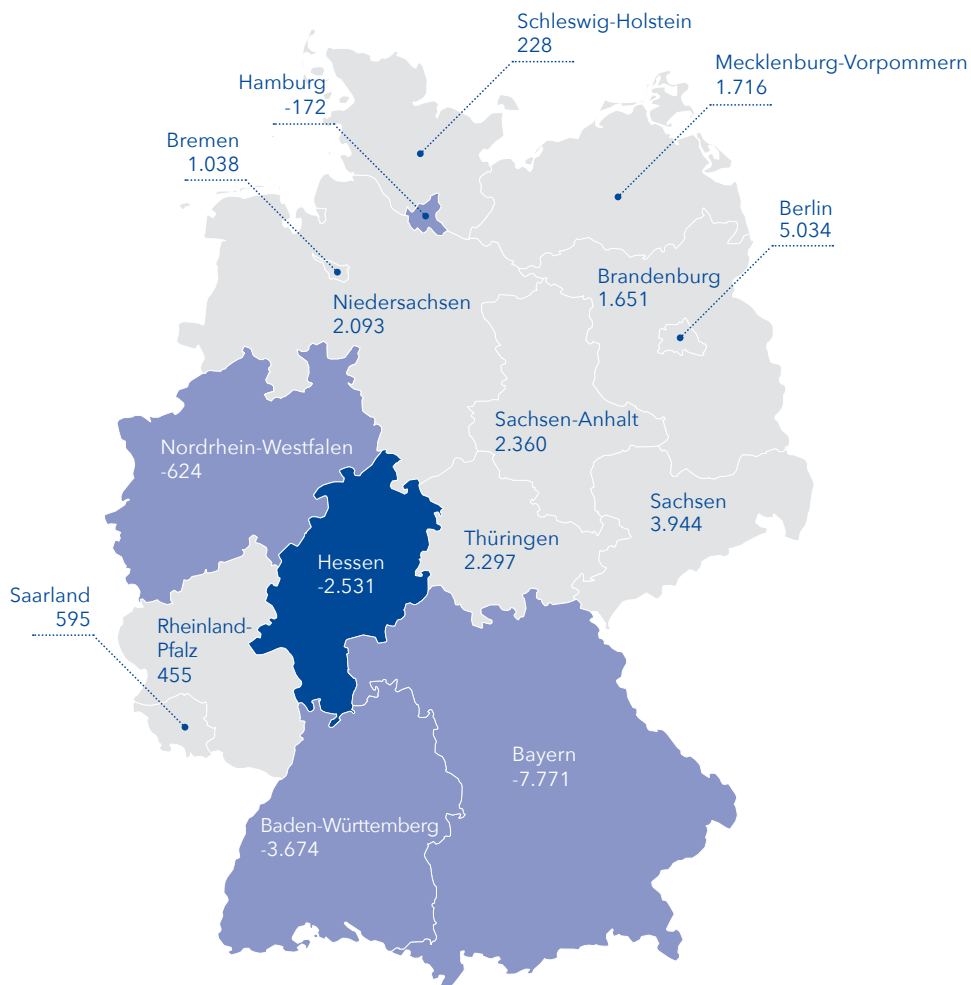 Schleswig-Holstein
228
Mecklenburg-Vorpommern
1.716
Hamburg
-172
Bremen
1.038
Berlin
5.034
Brandenburg
1.651
Niedersachsen
2.093
Sachsen-Anhalt
2.360
Nordrhein-Westfalen
-624
Sachsen
3.944
Thüringen
2.297
Hessen
-2.531
Saarland
595
Rheinland-
Pfalz
455
Bayern
-7.771
Baden-Württemberg
-3.674